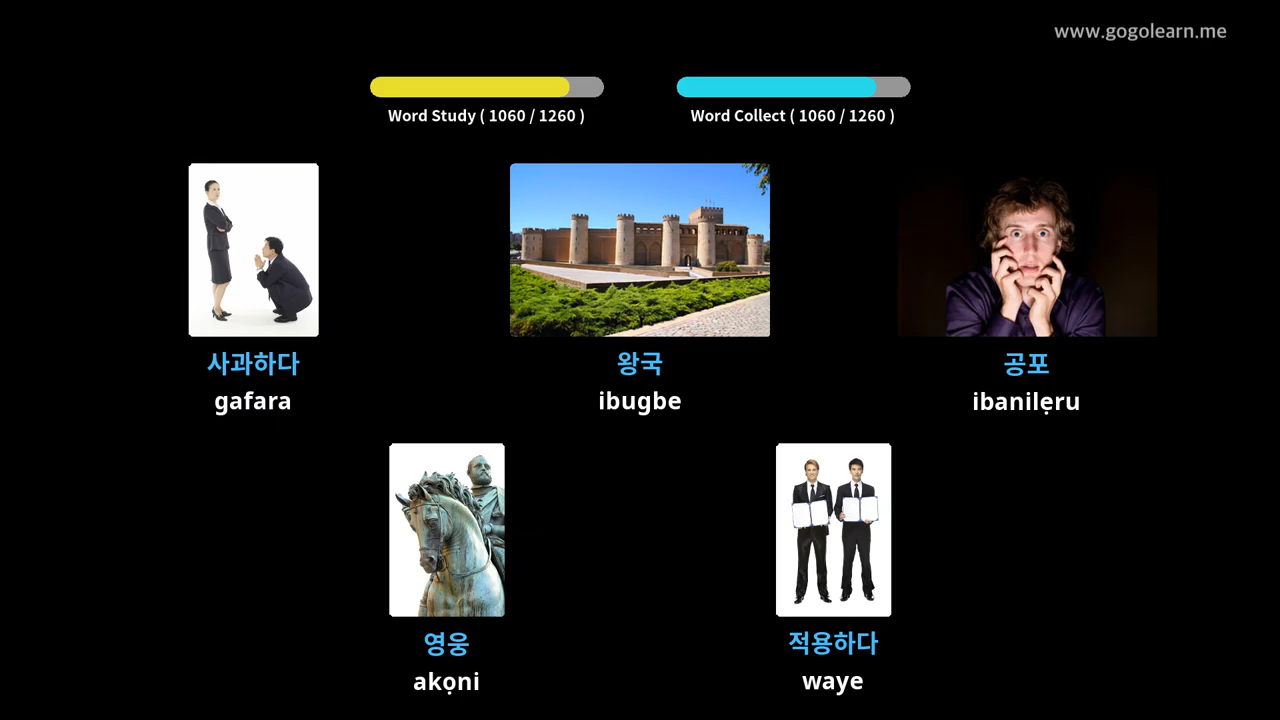 www.gogolearn.me
Word Study ( 1060 / 1260 )
Word Collect ( 1060 / 1260 )
사과하다
gafara
왕국
ibugbe
공포
ibanilẹru
영웅
akọni
적용하다
waye